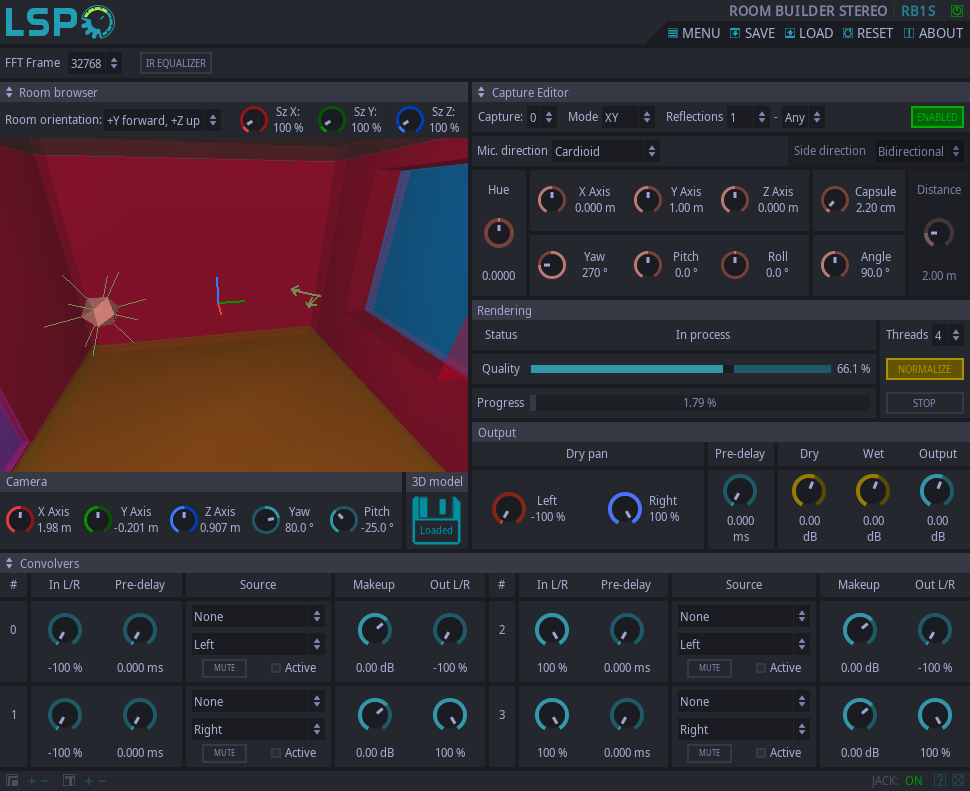 LSP
ROOM BUILDER STEREO RB1S
MENU SAVE LOAD RESET ABOUT
FFT Frame 32768 IR EQUALIZER
Room browser
Room orientation: +Y forward, +Z up
Sz X: 100 % Sz Y: 100 % Sz Z: 100 %
Camera
X Axis 1.98 m Y Axis -0.201 m Z Axis 0.907 m Yaw 80.0 ° Pitch -25.0 °
3D model
Loaded
Capture Editor
Capture: 0 Mode XY Reflections 1 - Any ENABLED
Mic. direction Cardioid Side direction Bidirectional
Hue 0.0000
X Axis 0.000 m Y Axis 1.00 m Z Axis 0.000 m Capsule 2.20 cm
Distance 2.00 m
Yaw 270 ° Pitch 0.0 ° Roll 0.0 ° Angle 90.0 °
Rendering
Status In process Threads 4
Quality 66.1 % NORMALIZE
Progress 1.79 % STOP
Output
Dry pan Pre-delay Dry Wet Output
Left -100 % Right 100 %
0.000 ms 0.00 dB 0.00 dB 0.00 dB
Convolvers
# In L/R Pre-delay Source Makeup Out L/R # In L/R Pre-delay Source Makeup Out L/R
0 None None 2
Left Left
-100 % 0.000 ms MUTE Active 0.00 dB -100 % 100 % 0.000 ms MUTE Active 0.00 dB -100 %
1 None None 3
Right Right
-100 % 0.000 ms MUTE Active 0.00 dB 100 % 100 % 0.000 ms MUTE Active 0.00 dB 100 %
+ - T + - JACK: ON ?